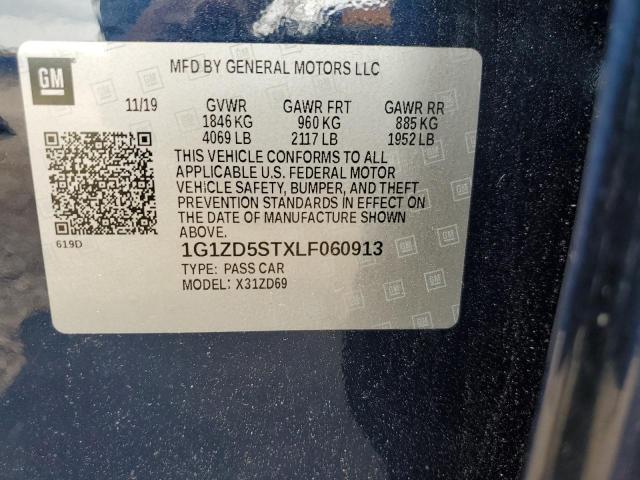 GM
MFD BY GENERAL MOTORS LLC
11/19 GVWR GAWR FRT GAWR RR
1846 KG 960 KG 885 KG
4069 LB 2117 LB 1952 LB
THIS VEHICLE CONFORMS TO ALL
APPLICABLE U.S. FEDERAL MOTOR
VEHICLE SAFETY, BUMPER, AND THEFT
PREVENTION STANDARDS IN EFFECT ON
THE DATE OF MANUFACTURE SHOWN
ABOVE.
619D
1G1ZD5STXLF060913
TYPE: PASS CAR
MODEL: X31ZD69